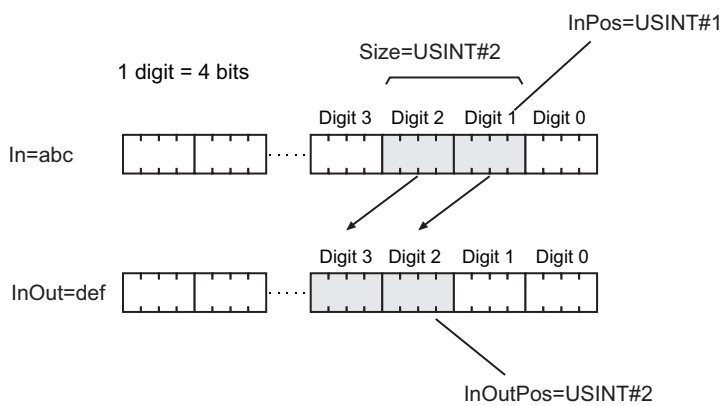 InPos=USINT#1
Size=USINT#2
1 digit = 4 bits
Digit 3 Digit 2 Digit 1 Digit 0
In=abc
Digit 3 Digit 2 Digit 1 Digit 0
InOut=def
InOutPos=USINT#2